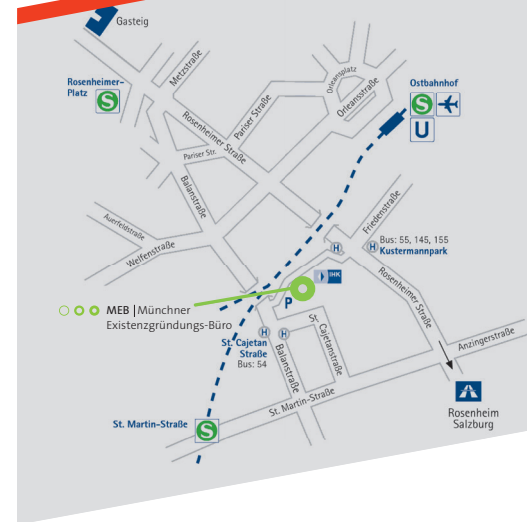 Gasteig
Metzstraße
Rosenheimer-
Platz
S
Rosenheimer Straße
Pariser Straße
Orleansplatz
Orleansstraße
Ostbahnhof
S
U
Pariser Str.
Balanstraße
Auerfeldstraße
Welfenstraße
Friedenstraße
H
H
Bus: 55, 145, 155
Kustermannpark
Rosenheimer Straße
IHK
P
MEB | Münchner
Existenzgründungs-Büro
H
H
St. Cajetan
Straße
Bus: 54
Balanstraße
St. Cajetanstraße
Anzingerstraße
St. Martin-Straße
St. Martin-Straße
S
Rosenheim
Salzburg